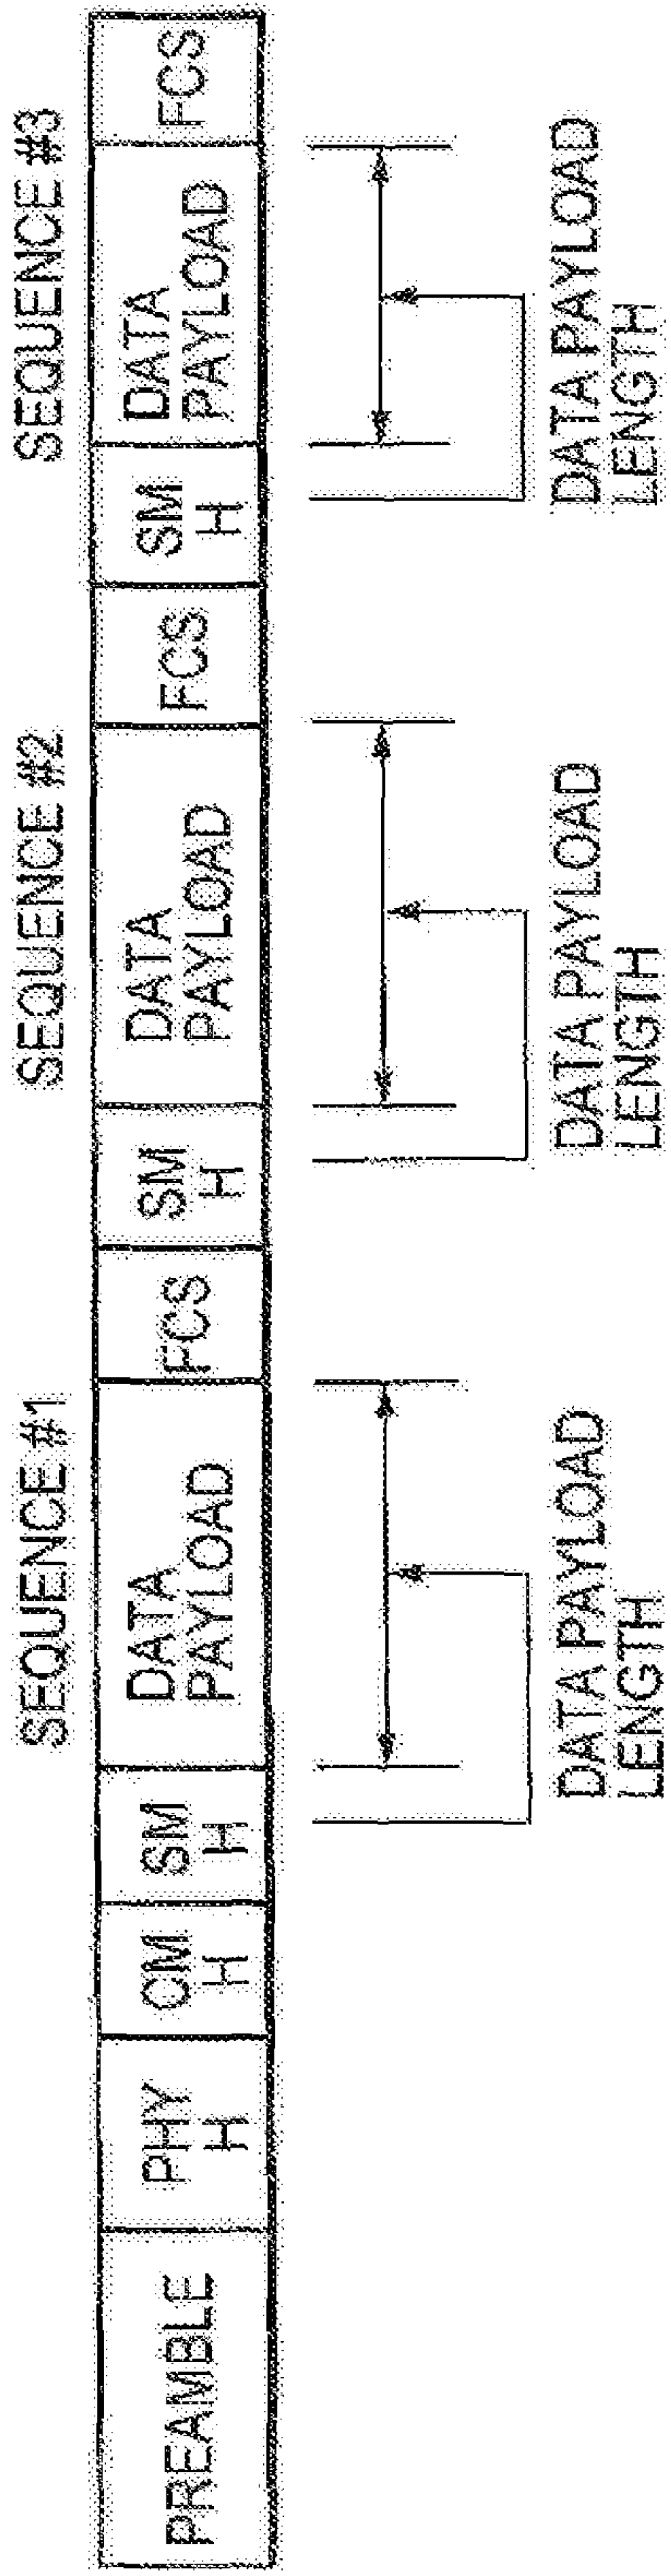 SEQUENCE #1
SEQUENCE #2
SEQUENCE #3
PREAMBLE
PHY
H
CM
H
SM
H
DATA
PAYLOAD
FCS
SM
H
DATA
PAYLOAD
FCS
SM
H
DATA
PAYLOAD
FCS
DATA PAYLOAD
LENGTH
DATA PAYLOAD
LENGTH
DATA PAYLOAD
LENGTH